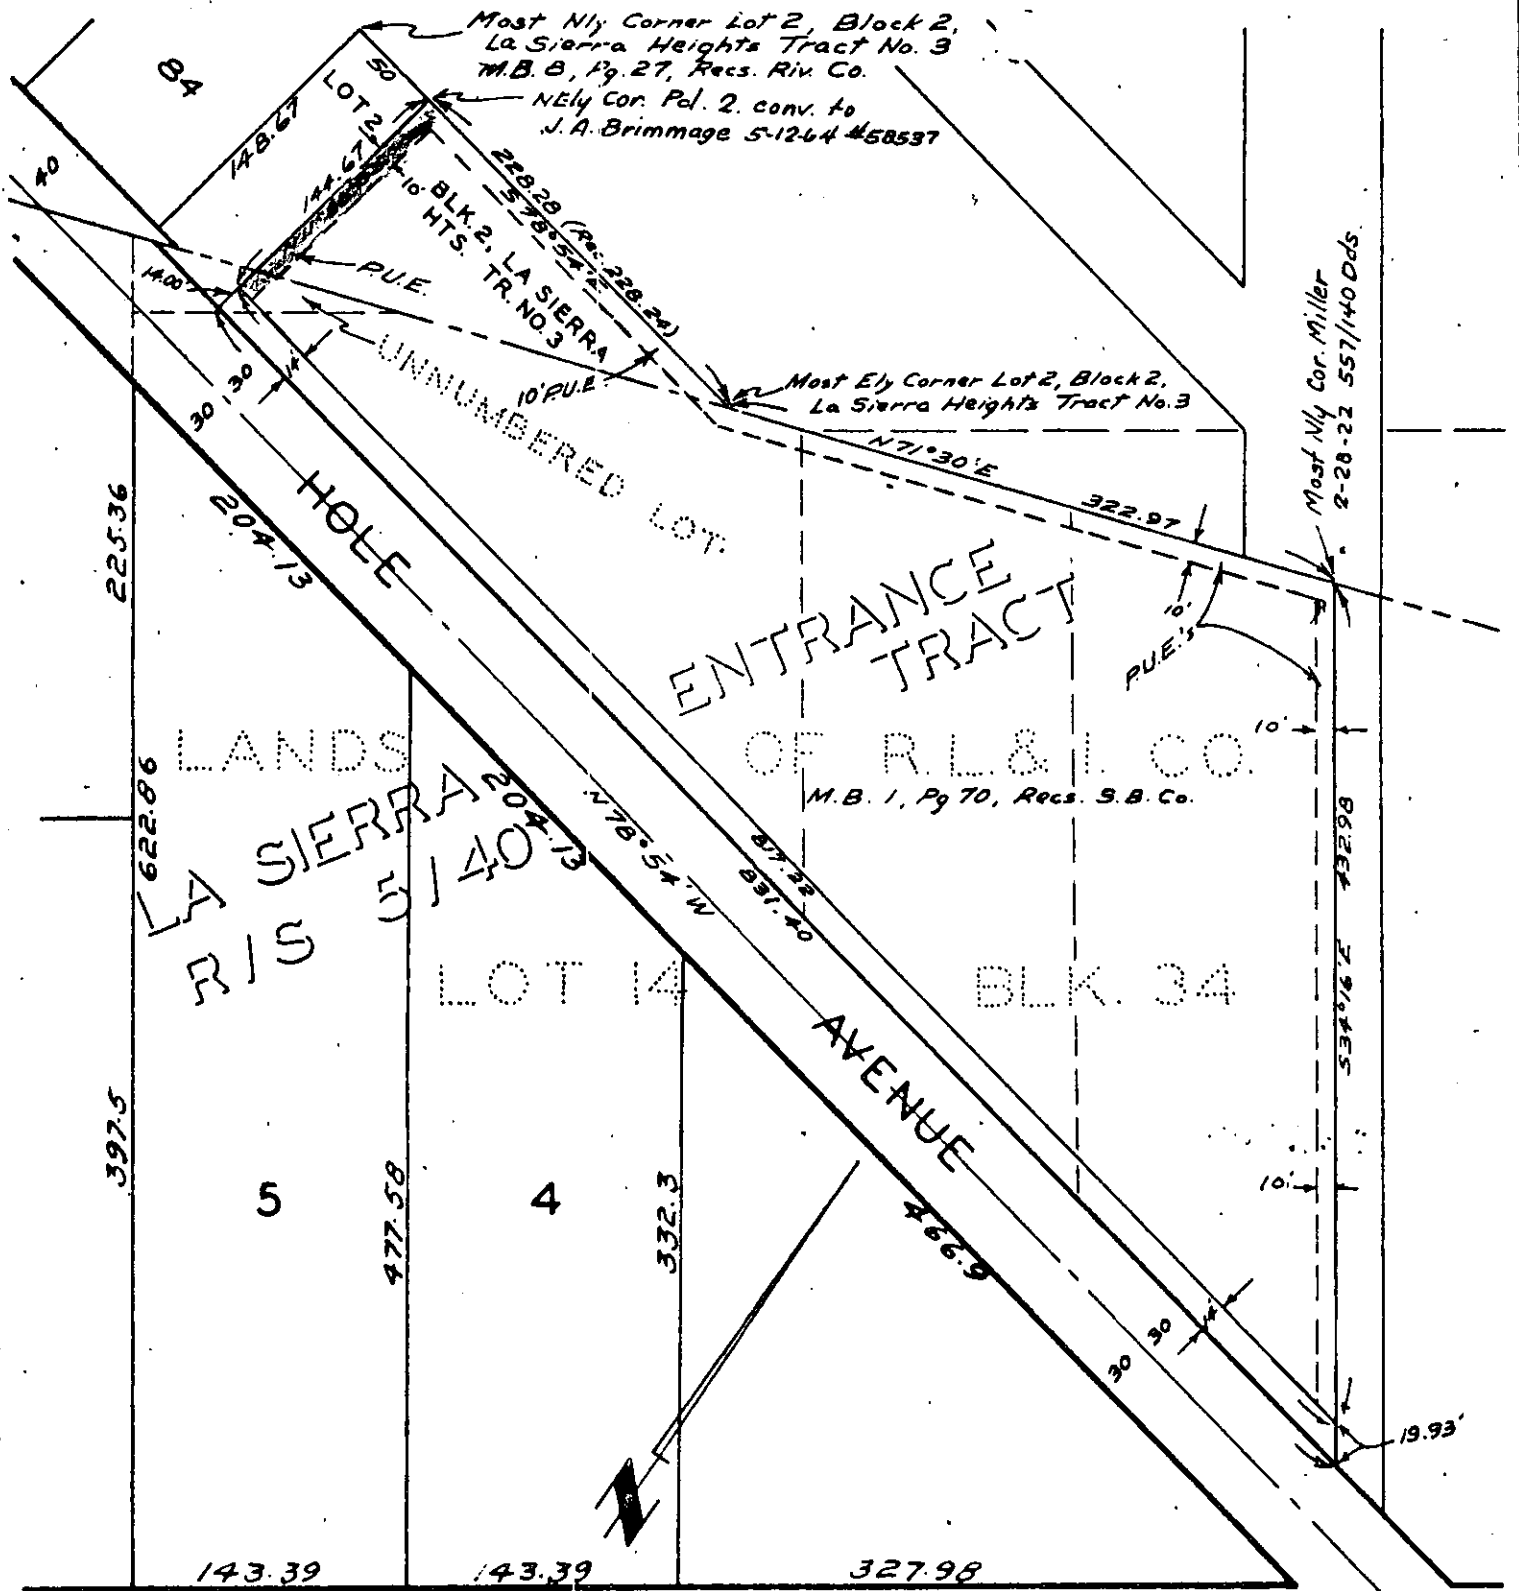 Most Nly Corner Lot 2, Block 2,
La Sierra Heights Tract No. 3
M.B. 8, Pg. 27, Recs. Riv. Co.
NEly Cor. Pcl. 2. conv. to
J. A. Brimmage 5-12-64 #58537
84
50
LOT 2
148.67
144.67
40
10'
228.28 (Rec. 228.24)
S 78° 54' E
BLK. 2, LA SIERRA
HTS. TR. NO. 3
P.U.E.
14.00'
UNNUMBERED LOT.
10' P.U.E
Most Ely Corner Lot 2, Block 2,
La Sierra Heights Tract No. 3
Most Nly Cor. Miller
2-28-22 557/140 Dds.
N 71° 30' E
322.97
30
14'
30
225.36
204.13
HOLE
ENTRANCE
TRACT
10'
P.U.E.'s
LANDS
OF R. L. & I. CO.
10'
M.B. 1, Pg 70, Recs. S.B. Co.
622.86
LA SIERRA
R/S 5/40
204.13
N 78° 54' W
817.22
831.40
432.98
S34°16'E
LOT 14
BLK. 34
AVENUE
397.5
5
477.58
4
332.3
466.9
10'
30
30
14'
19.93'
N
143.39
143.39
327.98